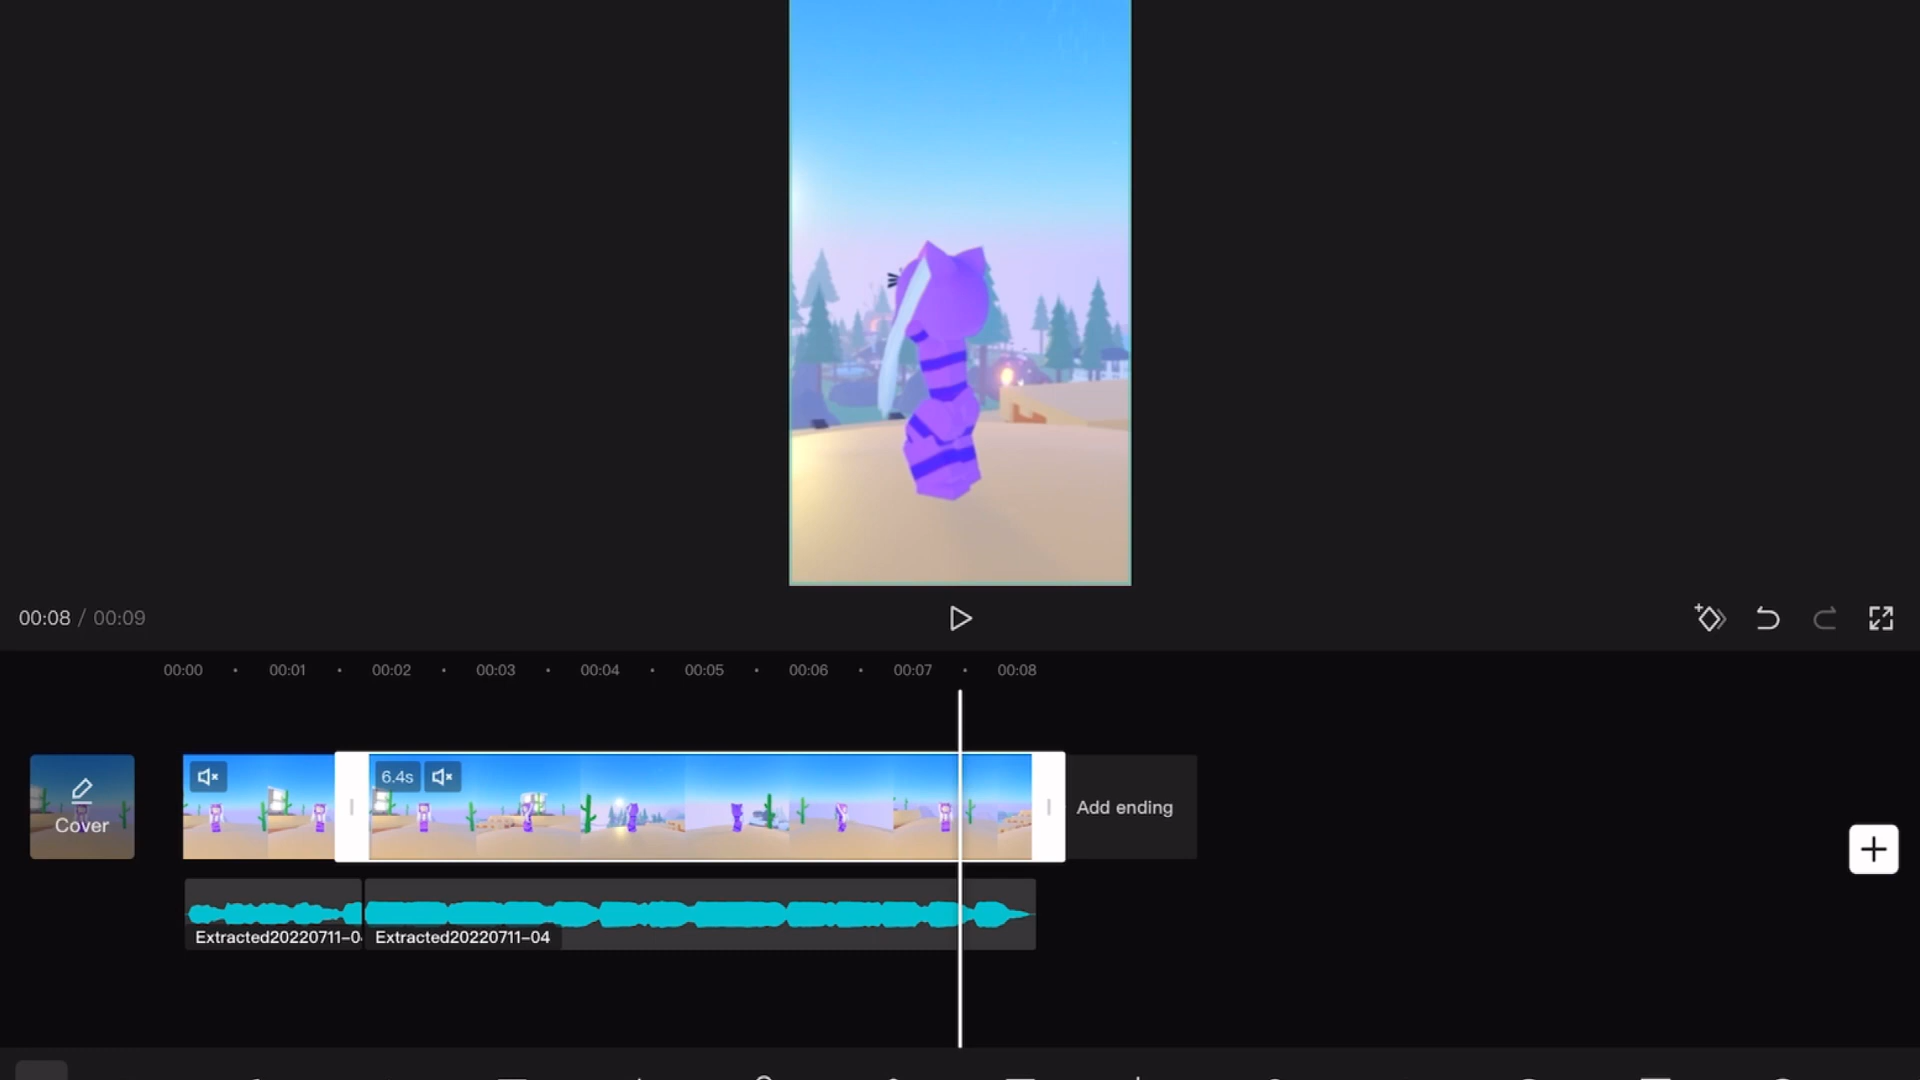 00:08 / 00:09
00:00 00:01 00:02 00:03 00:04 00:05 00:06 00:07 00:08
6.4s
Cover
Add ending
Extracted20220711-0
Extracted20220711-04